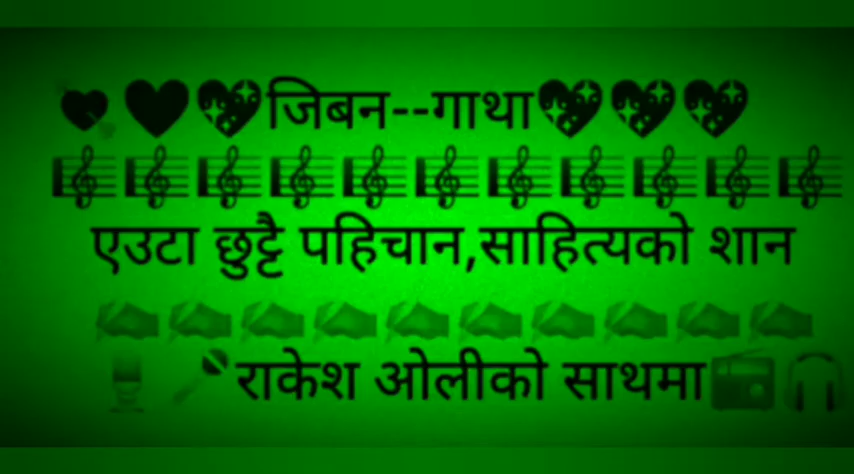 💘🖤💖जिबन--गाथा💖💖💖
🎼🎼🎼🎼🎼🎼🎼🎼🎼🎼🎼
एउटा छुट्टै पहिचान,साहित्यको शान
✍✍✍✍✍✍✍✍✍✍
🎙🎤राकेश ओलीको साथमा📻🎧